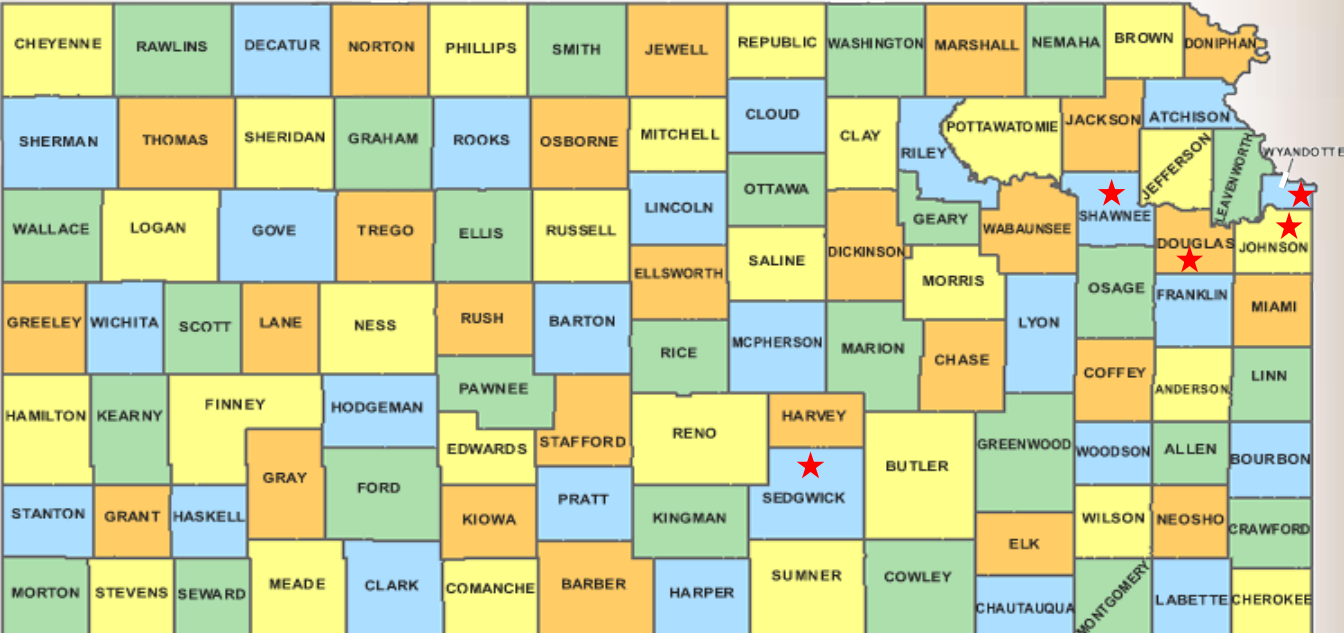 CHEYENNE
RAWLINS
DECATUR
NORTON
PHILLIPS
SMITH
JEWELL
REPUBLIC
WASHINGTON
MARSHALL
NEMAHA
BROWN
DONIPHAN
SHERMAN
THOMAS
SHERIDAN
GRAHAM
ROOKS
OSBORNE
MITCHELL
CLOUD
CLAY
RILEY
POTTAWATOMIE
JACKSON
ATCHISON
JEFFERSON
LEAVENWORTH
WYANDOTTE
WALLACE
LOGAN
GOVE
TREGO
ELLIS
RUSSELL
LINCOLN
OTTAWA
SALINE
DICKINSON
GEARY
WABAUNSEE
SHAWNEE
DOUGLAS
JOHNSON
ELLSWORTH
MORRIS
GREELEY
WICHITA
SCOTT
LANE
NESS
RUSH
BARTON
RICE
MCPHERSON
MARION
CHASE
LYON
OSAGE
FRANKLIN
MIAMI
HAMILTON
KEARNY
FINNEY
HODGEMAN
PAWNEE
EDWARDS
STAFFORD
RENO
HARVEY
BUTLER
GREENWOOD
COFFEY
ANDERSON
LINN
GRAY
FORD
SEDGWICK
WOODSON
ALLEN
BOURBON
STANTON
GRANT
HASKELL
KIOWA
PRATT
KINGMAN
ELK
WILSON
NEOSHO
CRAWFORD
MORTON
STEVENS
SEWARD
MEADE
CLARK
COMANCHE
BARBER
HARPER
SUMNER
COWLEY
CHAUTAUQUA
MONTGOMERY
LABETTE
CHEROKEE